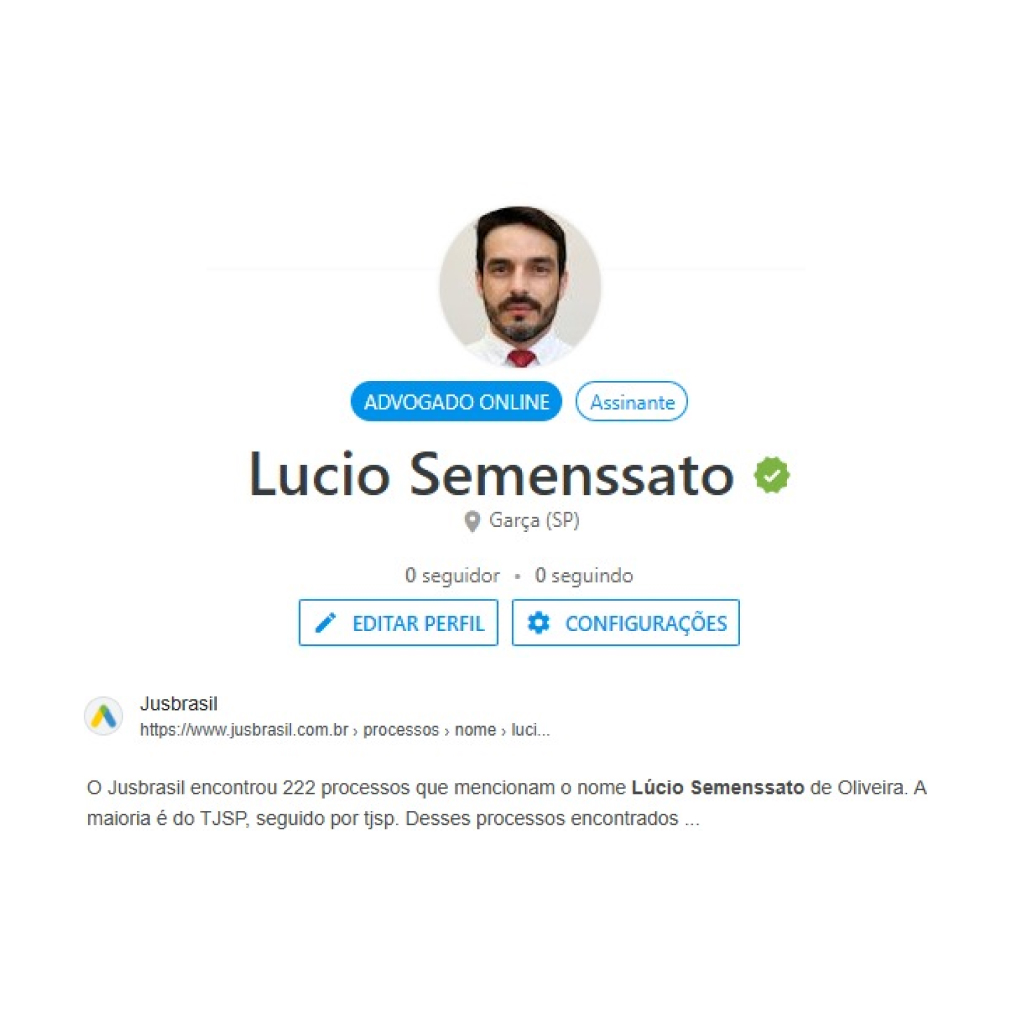 ADVOGADO ONLINE Assinante
Lucio Semenssato
Garça (SP)
0 seguidor • 0 seguindo
EDITAR PERFIL CONFIGURAÇÕES
Jusbrasil
https://www.jusbrasil.com.br › processos › nome › luci...
O Jusbrasil encontrou 222 processos que mencionam o nome Lúcio Semenssato de Oliveira. A
maioria é do TJSP, seguido por tjsp. Desses processos encontrados ...